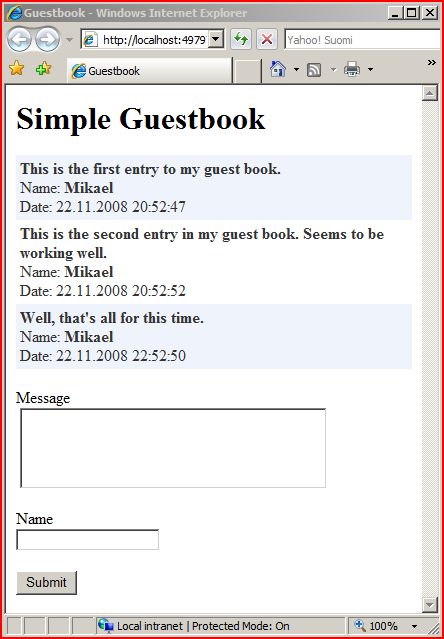 Guestbook - Windows Internet Explorer
http://localhost:4979
Yahoo! Suomi
Guestbook
»
Simple Guestbook
This is the first entry to my guest book.
Name: Mikael
Date: 22.11.2008 20:52:47
This is the second entry in my guest book. Seems to be
working well.
Name: Mikael
Date: 22.11.2008 20:52:52
Well, that's all for this time.
Name: Mikael
Date: 22.11.2008 22:52:50
Message
Name
Submit
Local intranet | Protected Mode: On
100%